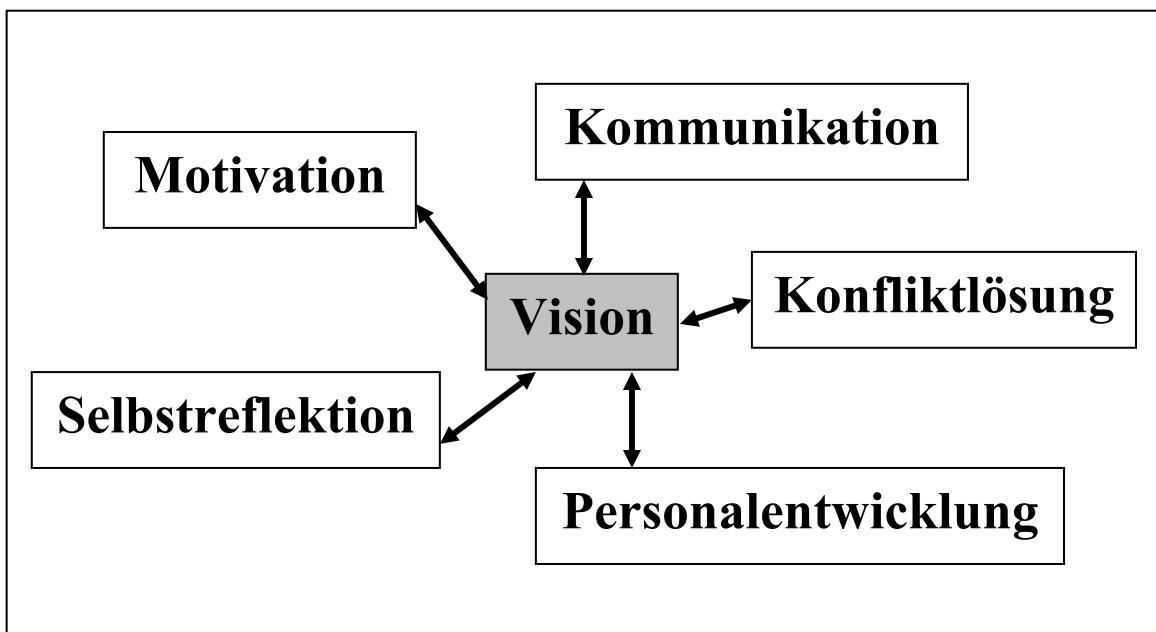 Kommunikation
Motivation
Konfliktlösung
Vision
Selbstreflektion
Personalentwicklung